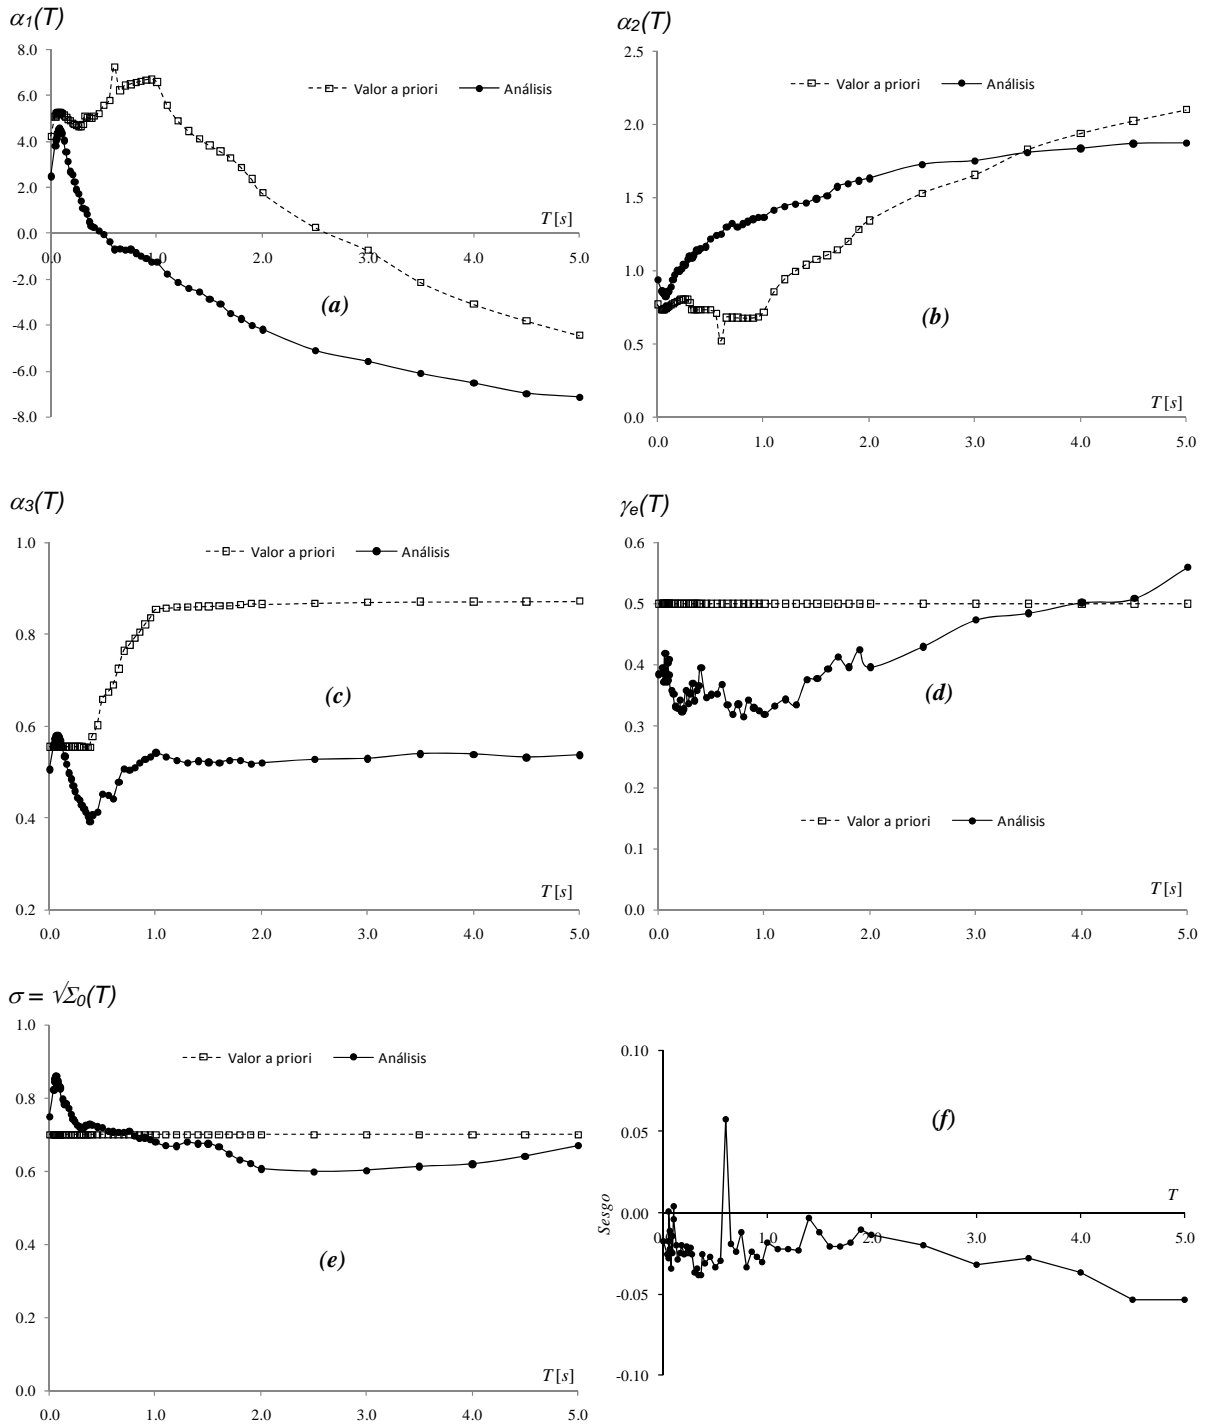 α1(T)
8.0
6.0
4.0
2.0
0.0
-2.0
-4.0
-6.0
-8.0
Valor a priori
Análisis
T [s]
0.0 1.0 2.0 3.0 4.0 5.0
(a)
α2(T)
2.5
2.0
1.5
1.0
0.5
0.0
Valor a priori
Análisis
(b)
T [s]
0.0 1.0 2.0 3.0 4.0 5.0
α3(T)
1.0
0.8
0.6
0.4
0.2
Valor a priori
Análisis
(c)
T [s]
0.0 1.0 2.0 3.0 4.0 5.0
γe(T)
0.6
0.5
0.4
0.3
0.2
0.1
0.0
(d)
Valor a priori
Análisis
T [s]
0.0 1.0 2.0 3.0 4.0 5.0
σ = √Σ0(T)
1.0
0.8
0.6
0.4
0.2
0.0
Valor a priori
Análisis
(e)
T [s]
0.0 1.0 2.0 3.0 4.0 5.0
0.10
0.05
0.00
-0.05
-0.10
Sesgo
(f)
T
0.0 1.0 2.0 3.0 4.0 5.0